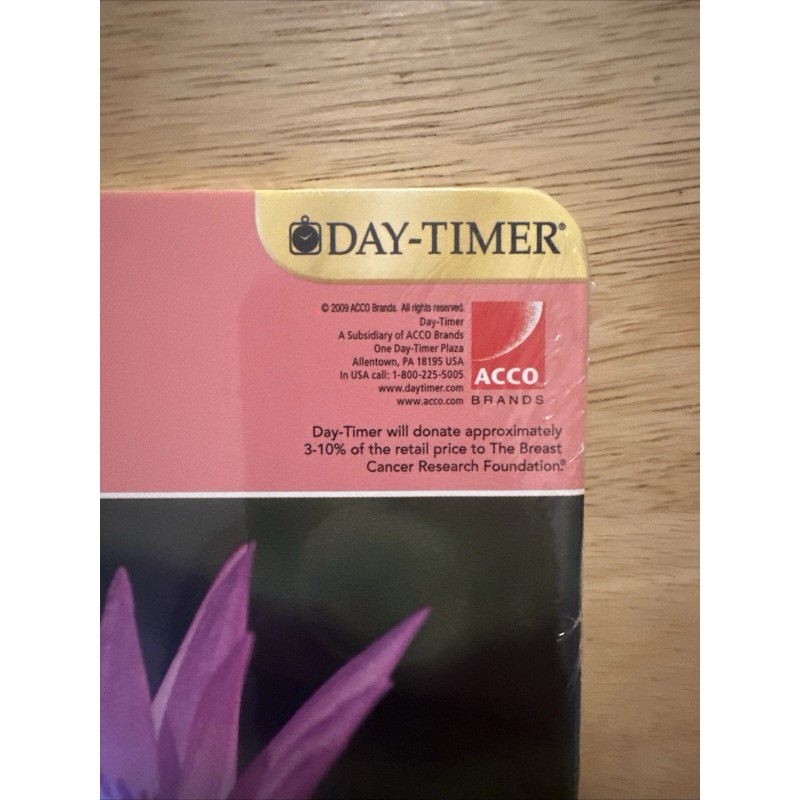 DAY-TIMER®
© 2009 ACCO Brands. All rights reserved.
Day-Timer
A Subsidiary of ACCO Brands
One Day-Timer Plaza
Allentown, PA 18195 USA
In USA call: 1-800-225-5005
www.daytimer.com
www.acco.com
ACCO
BRANDS
Day-Timer will donate approximately
3-10% of the retail price to The Breast
Cancer Research Foundation.®